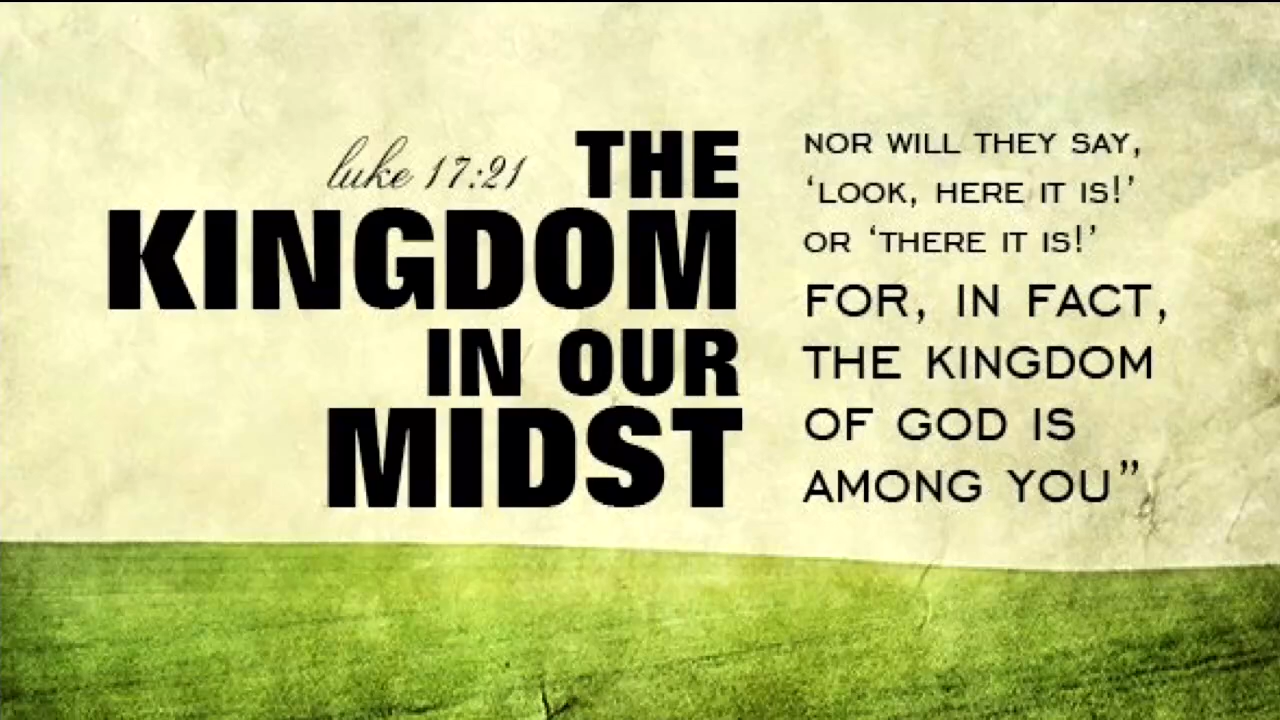 luke 17:21 THE
KINGDOM
IN OUR
MIDST
NOR WILL THEY SAY,
‘LOOK, HERE IT IS!’
OR ‘THERE IT IS!’
FOR, IN FACT,
THE KINGDOM
OF GOD IS
AMONG YOU”